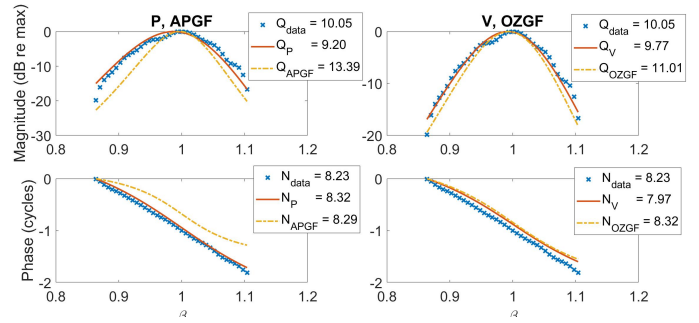 P, APGF
V, OZGF
Magnitude (dB re max)
0
-10
-20
-30
0.8 0.9 1 1.1 1.2
Q_data = 10.05
Q_P = 9.20
Q_APGF = 13.39
0
-10
-20
0.8 0.9 1 1.1 1.2
Q_data = 10.05
Q_V = 9.77
Q_OZGF = 11.01
Phase (cycles)
0
-1
-2
0.8 0.9 1 1.1 1.2
β
N_data = 8.23
N_P = 8.32
N_APGF = 8.29
0
-1
-2
0.8 0.9 1 1.1 1.2
β
N_data = 8.23
N_V = 7.97
N_OZGF = 8.32